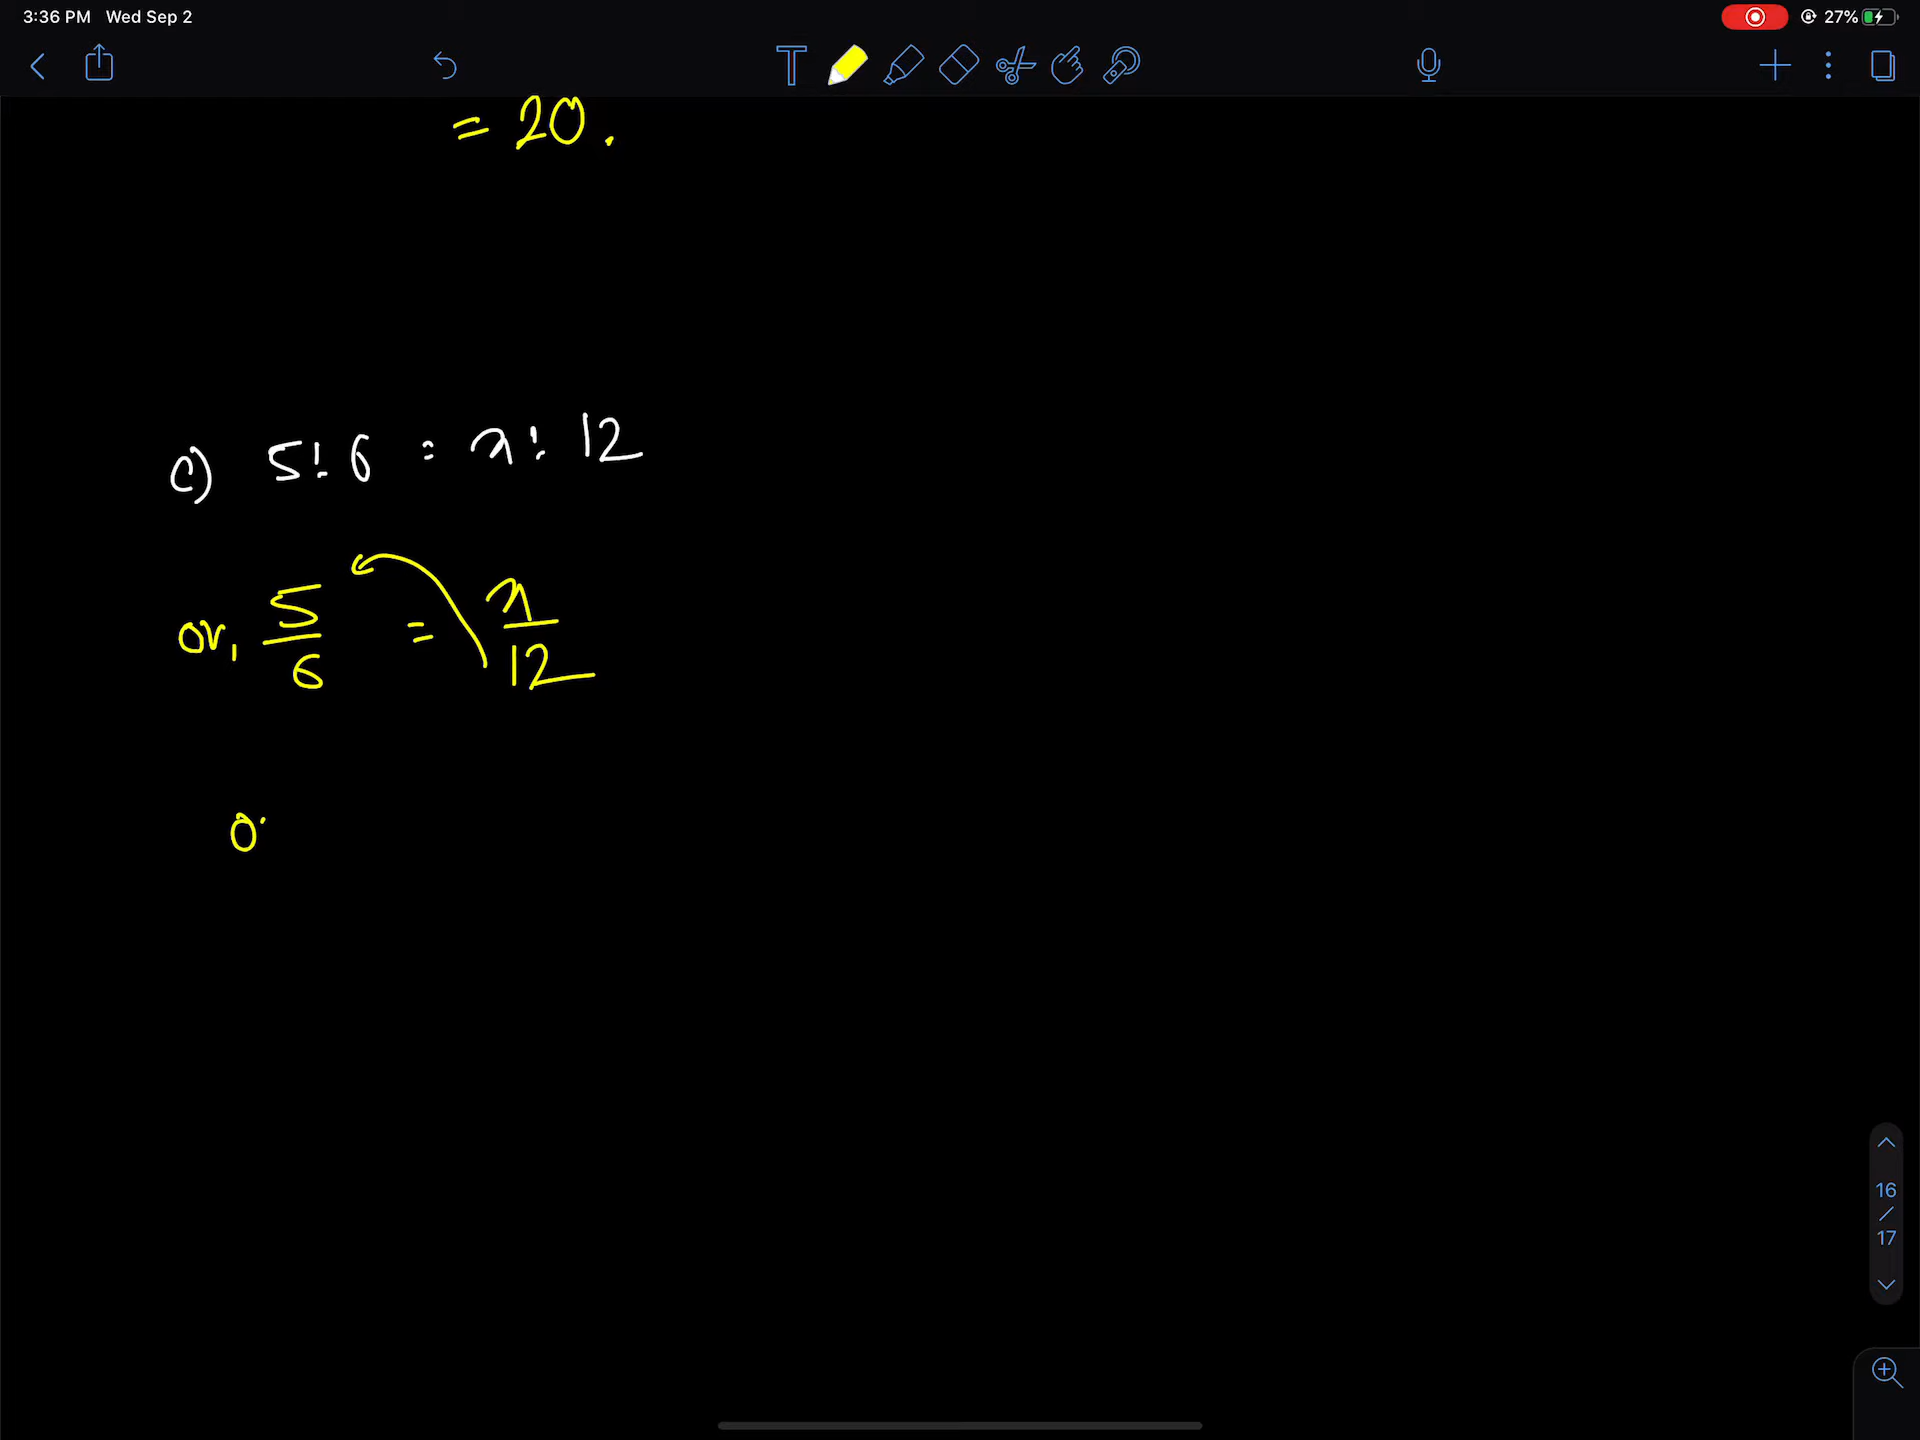 3:36 PM Wed Sep 2
27%
= 20.
c) 5 : 6 = x : 12
or, 5/6 = x/12
o
16
/
17